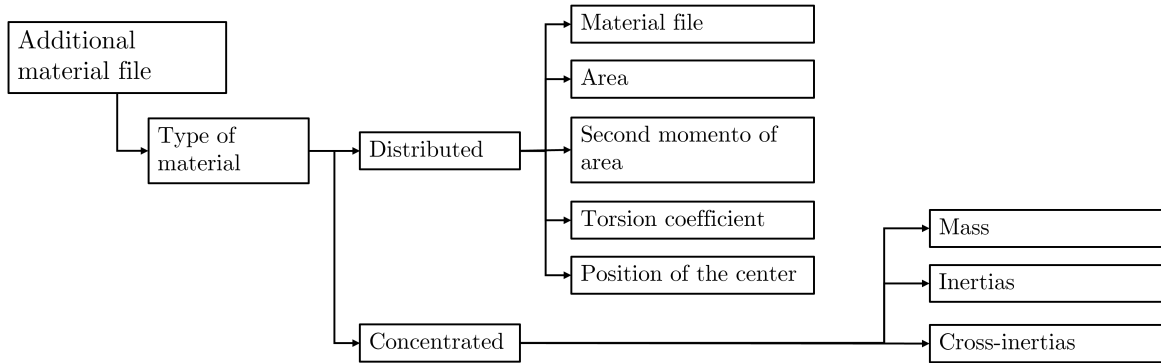 Additional
material file
Type of
material
Distributed
Material file
Area
Second momento of
area
Torsion coefficient
Position of the center
Concentrated
Mass
Inertias
Cross-inertias